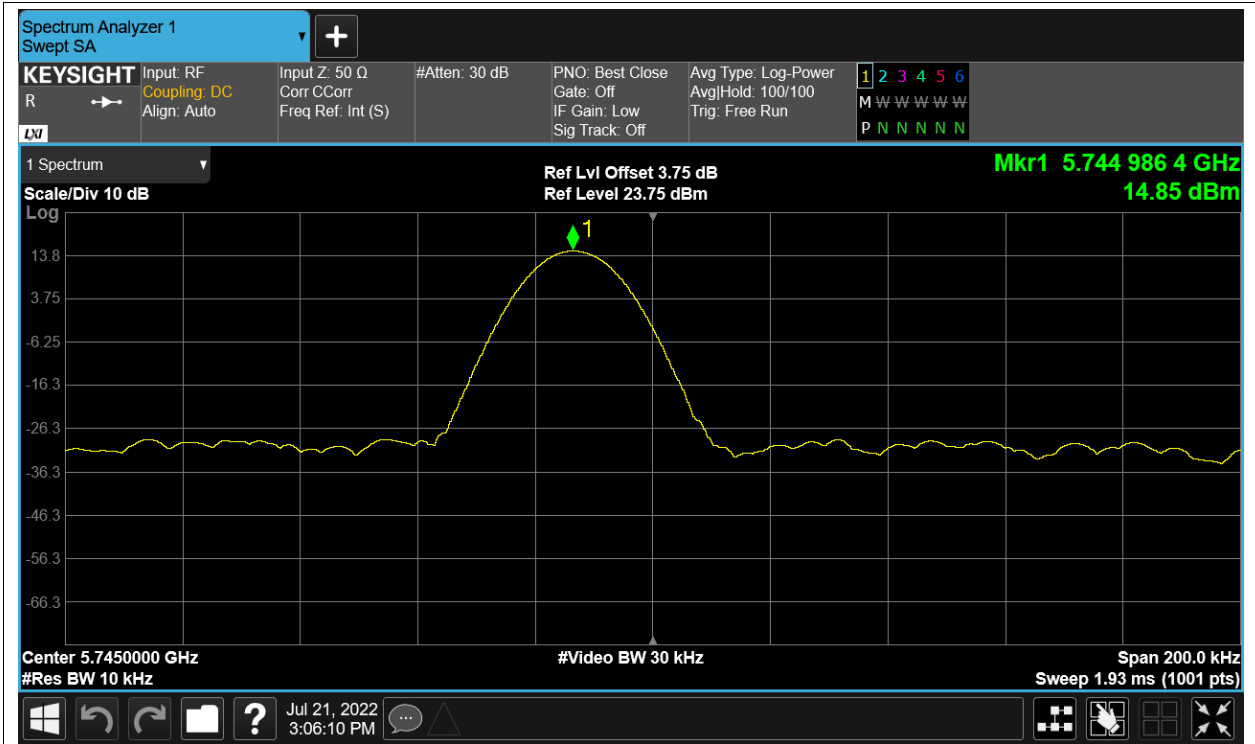 Spectrum Analyzer 1
Swept SA
KEYSIGHT
R
LXI
Input: RF
Coupling: DC
Align: Auto
Input Z: 50 Ω
Corr CCorr
Freq Ref: Int (S)
#Atten: 30 dB
PNO: Best Close
Gate: Off
IF Gain: Low
Sig Track: Off
Avg Type: Log-Power
Avg|Hold: 100/100
Trig: Free Run
1 2 3 4 5 6
M W W W W W
P N N N N N
1 Spectrum
Scale/Div 10 dB
Log
Ref Lvl Offset 3.75 dB
Ref Level 23.75 dBm
Mkr1 5.744 986 4 GHz
14.85 dBm
1
13.8
3.75
-6.25
-16.3
-26.3
-36.3
-46.3
-56.3
-66.3
Center 5.7450000 GHz
#Res BW 10 kHz
#Video BW 30 kHz
Span 200.0 kHz
Sweep 1.93 ms (1001 pts)
?
Jul 21, 2022
3:06:10 PM